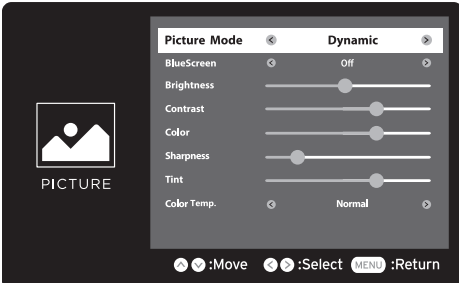 Picture Mode Dynamic
BlueScreen Off
Brightness
Contrast
Color
Sharpness
Tint
Color Temp. Normal
PICTURE
:Move :Select MENU :Return